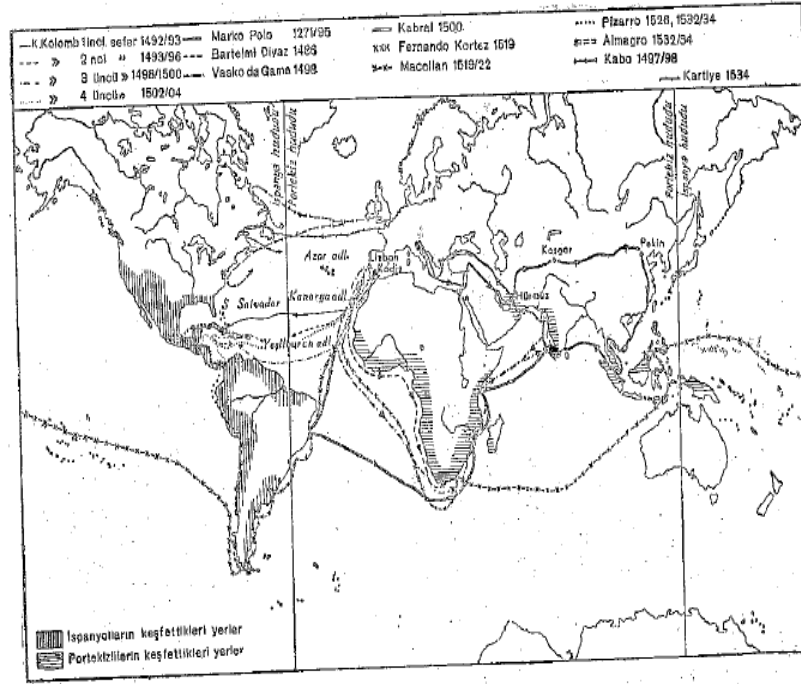 K.Kolomb 1 inci. sefer 1492/93
» 2 nci » 1493/96
» 3 üncü » 1498/1500
» 4 üncü » 1502/04
Marko Polo 1271/95
Bartelmi Diyaz 1486
Vasko da Gama 1498
Kabral 1500
Fernando Kortez 1519
Macellan 1519/22
Pizarro 1526, 1532/34
Almagro 1532/34
Kabo 1497/98
Kartiye 1534
İspanya hududu
Portekiz hududu
Portekiz hududu
İspanya hududu
Azor adl.
Lizbon
Kadis
Kaşgar
Pekin
S. Salvador
Kanarya adl.
Hürmüz
Yeşilburun adl.
İspanyolların keşfettikleri yerler
Portekizlilerin keşfettikleri yerler